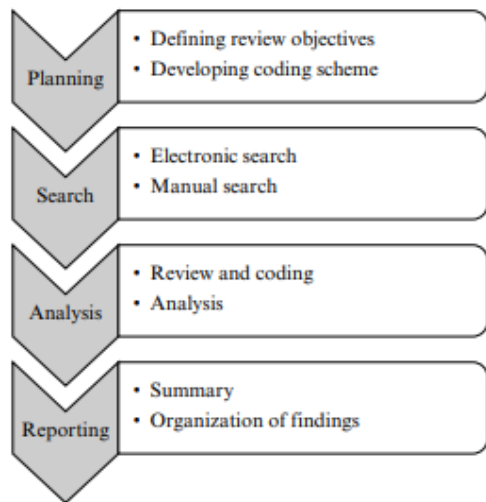 Planning
• Defining review objectives
• Developing coding scheme
Search
• Electronic search
• Manual search
Analysis
• Review and coding
• Analysis
Reporting
• Summary
• Organization of findings